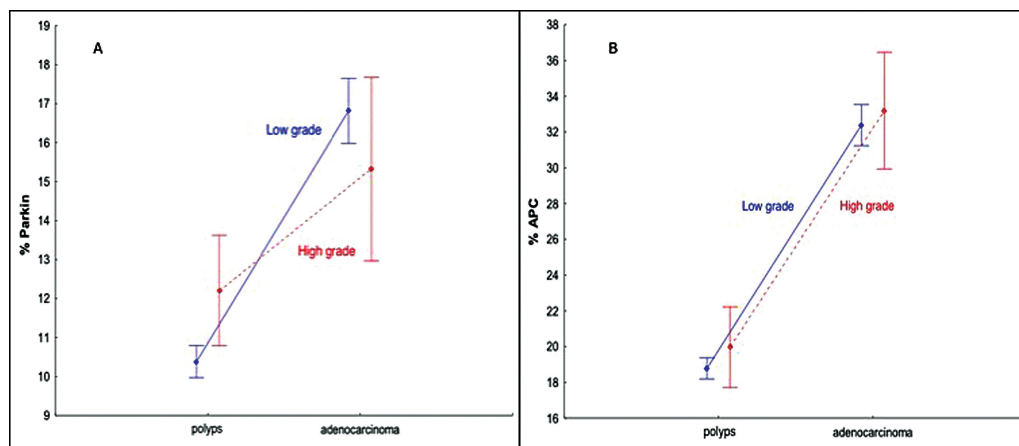 A
% Parkin
18
17
16
15
14
13
12
11
10
9
Low grade
High grade
polyps
adenocarcinoma
B
% APC
38
36
34
32
30
28
26
24
22
20
18
16
Low grade
High grade
polyps
adenocarcinoma